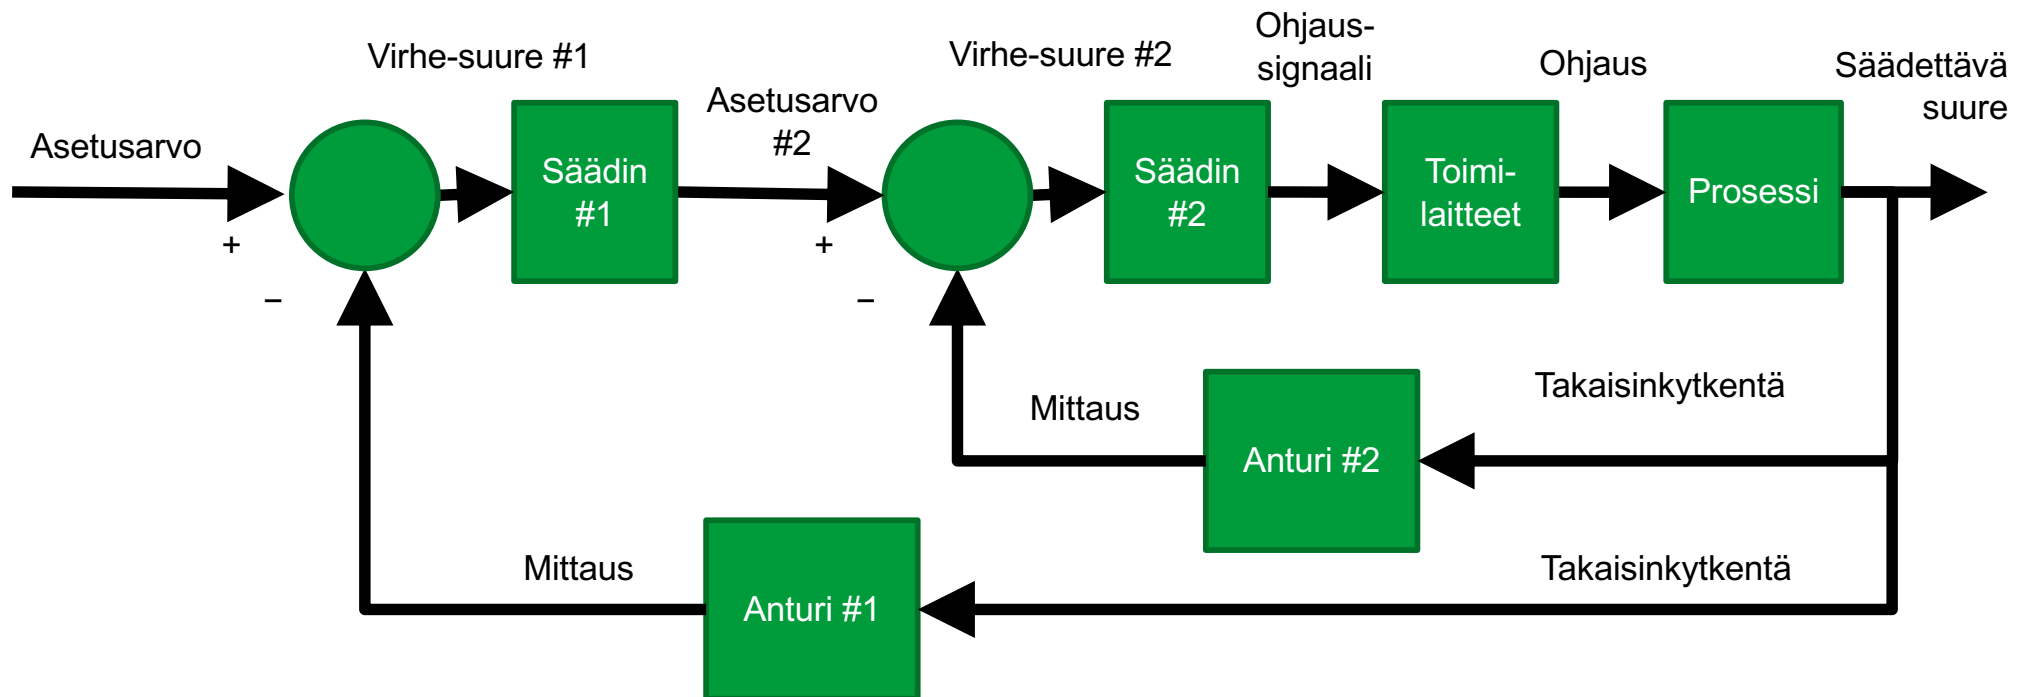 Virhe-suure #1
Virhe-suure #2
Ohjaus-
signaali
Ohjaus
Säädettävä
suure
Asetusarvo
Asetusarvo
#2
Säädin
#1
Säädin
#2
Toimi-
laitteet
Prosessi
+
−
+
−
Mittaus
Anturi #2
Takaisinkytkentä
Mittaus
Anturi #1
Takaisinkytkentä